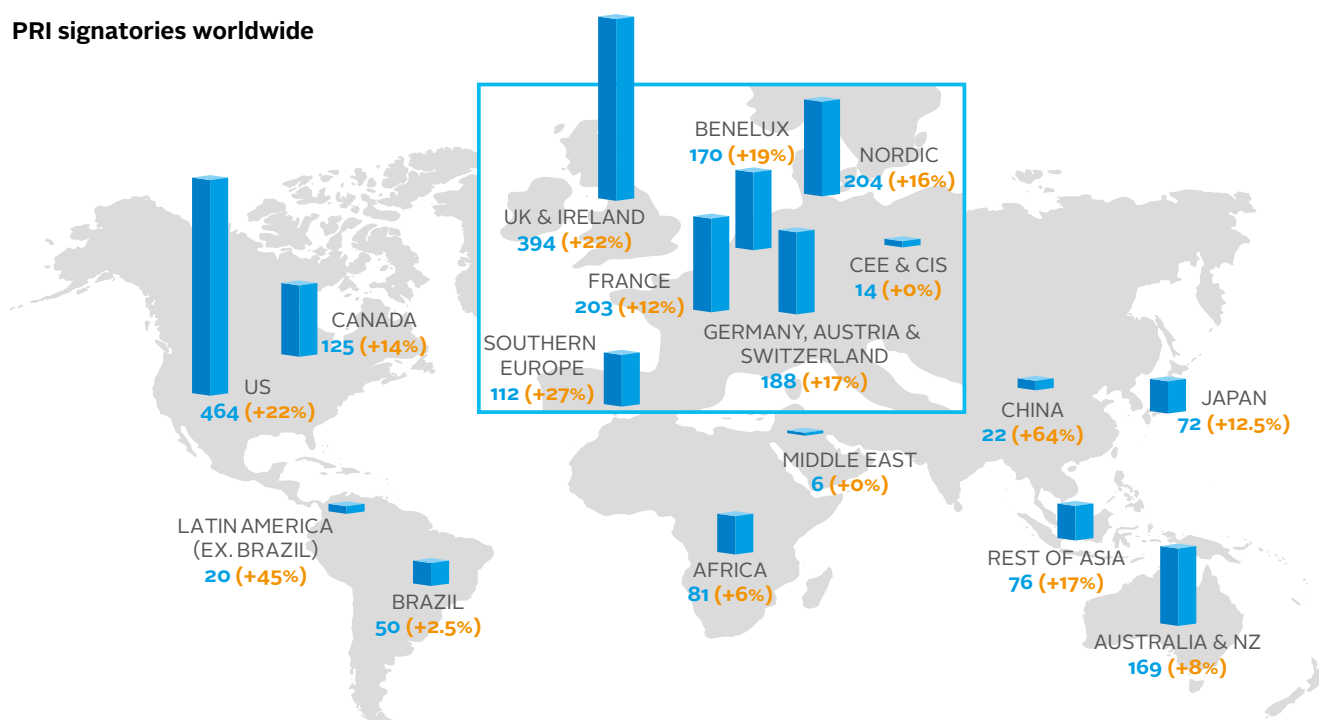 PRI signatories worldwide
BENELUX
170 (+19%)
NORDIC
204 (+16%)
UK & IRELAND
394 (+22%)
CEE & CIS
14 (+0%)
FRANCE
203 (+12%)
CANADA
125 (+14%)
GERMANY, AUSTRIA &
SWITZERLAND
188 (+17%)
SOUTHERN
EUROPE
112 (+27%)
US
464 (+22%)
CHINA
22 (+64%)
JAPAN
72 (+12.5%)
MIDDLE EAST
6 (+0%)
LATIN AMERICA
(EX. BRAZIL)
20 (+45%)
BRAZIL
50 (+2.5%)
AFRICA
81 (+6%)
REST OF ASIA
76 (+17%)
AUSTRALIA & NZ
169 (+8%)